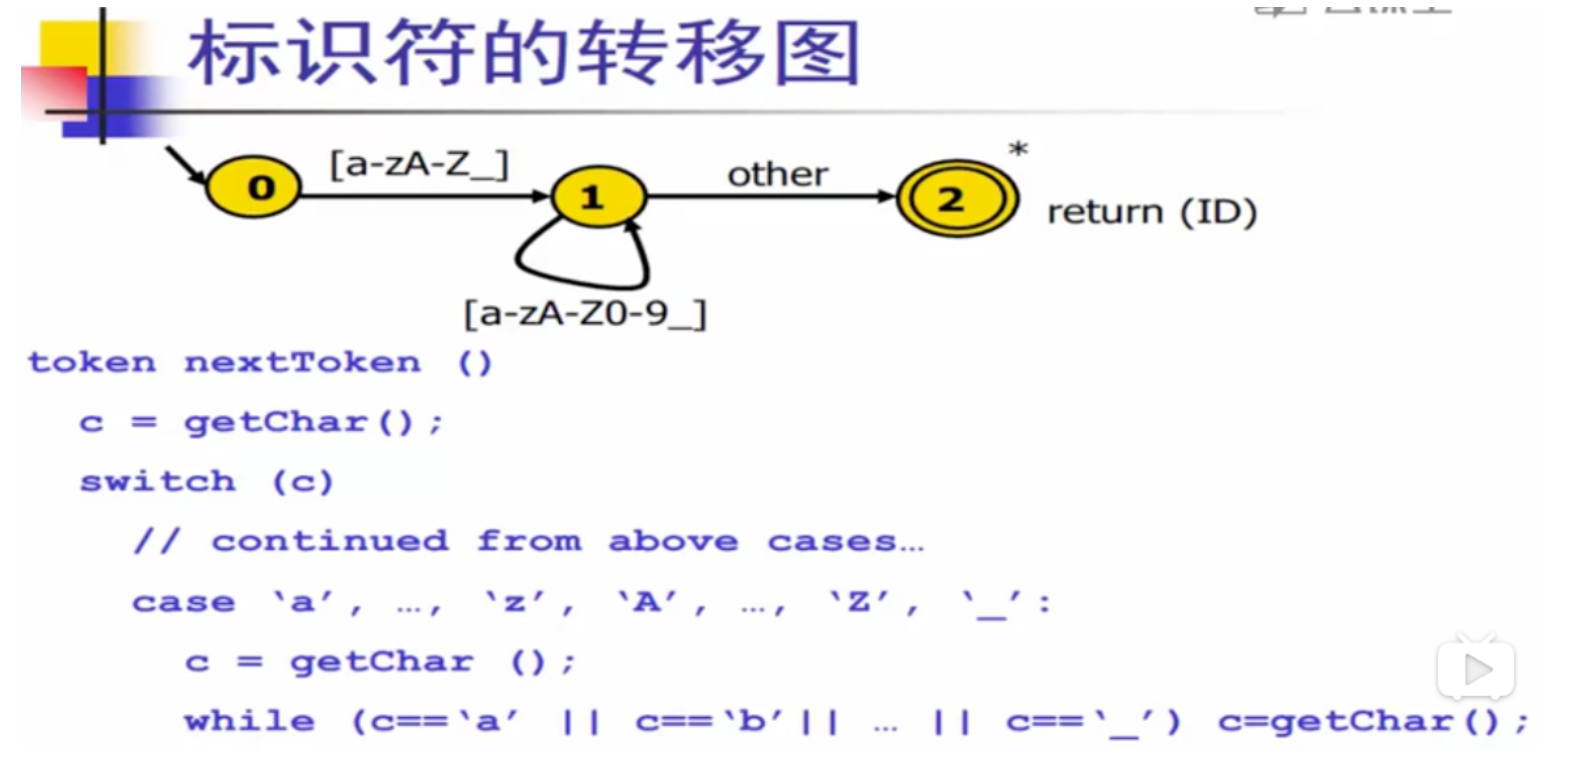 标识符的转移图
0 [a-zA-Z_] 1 other 2 * return (ID)
[a-zA-Z0-9_]
token nextToken ()
c = getChar();
switch (c)
// continued from above cases…
case ‘a’, …, ‘z’, ‘A’, …, ‘Z’, ‘_’:
c = getChar ();
while (c==‘a’ || c==‘b’|| … || c==‘_’) c=getChar();